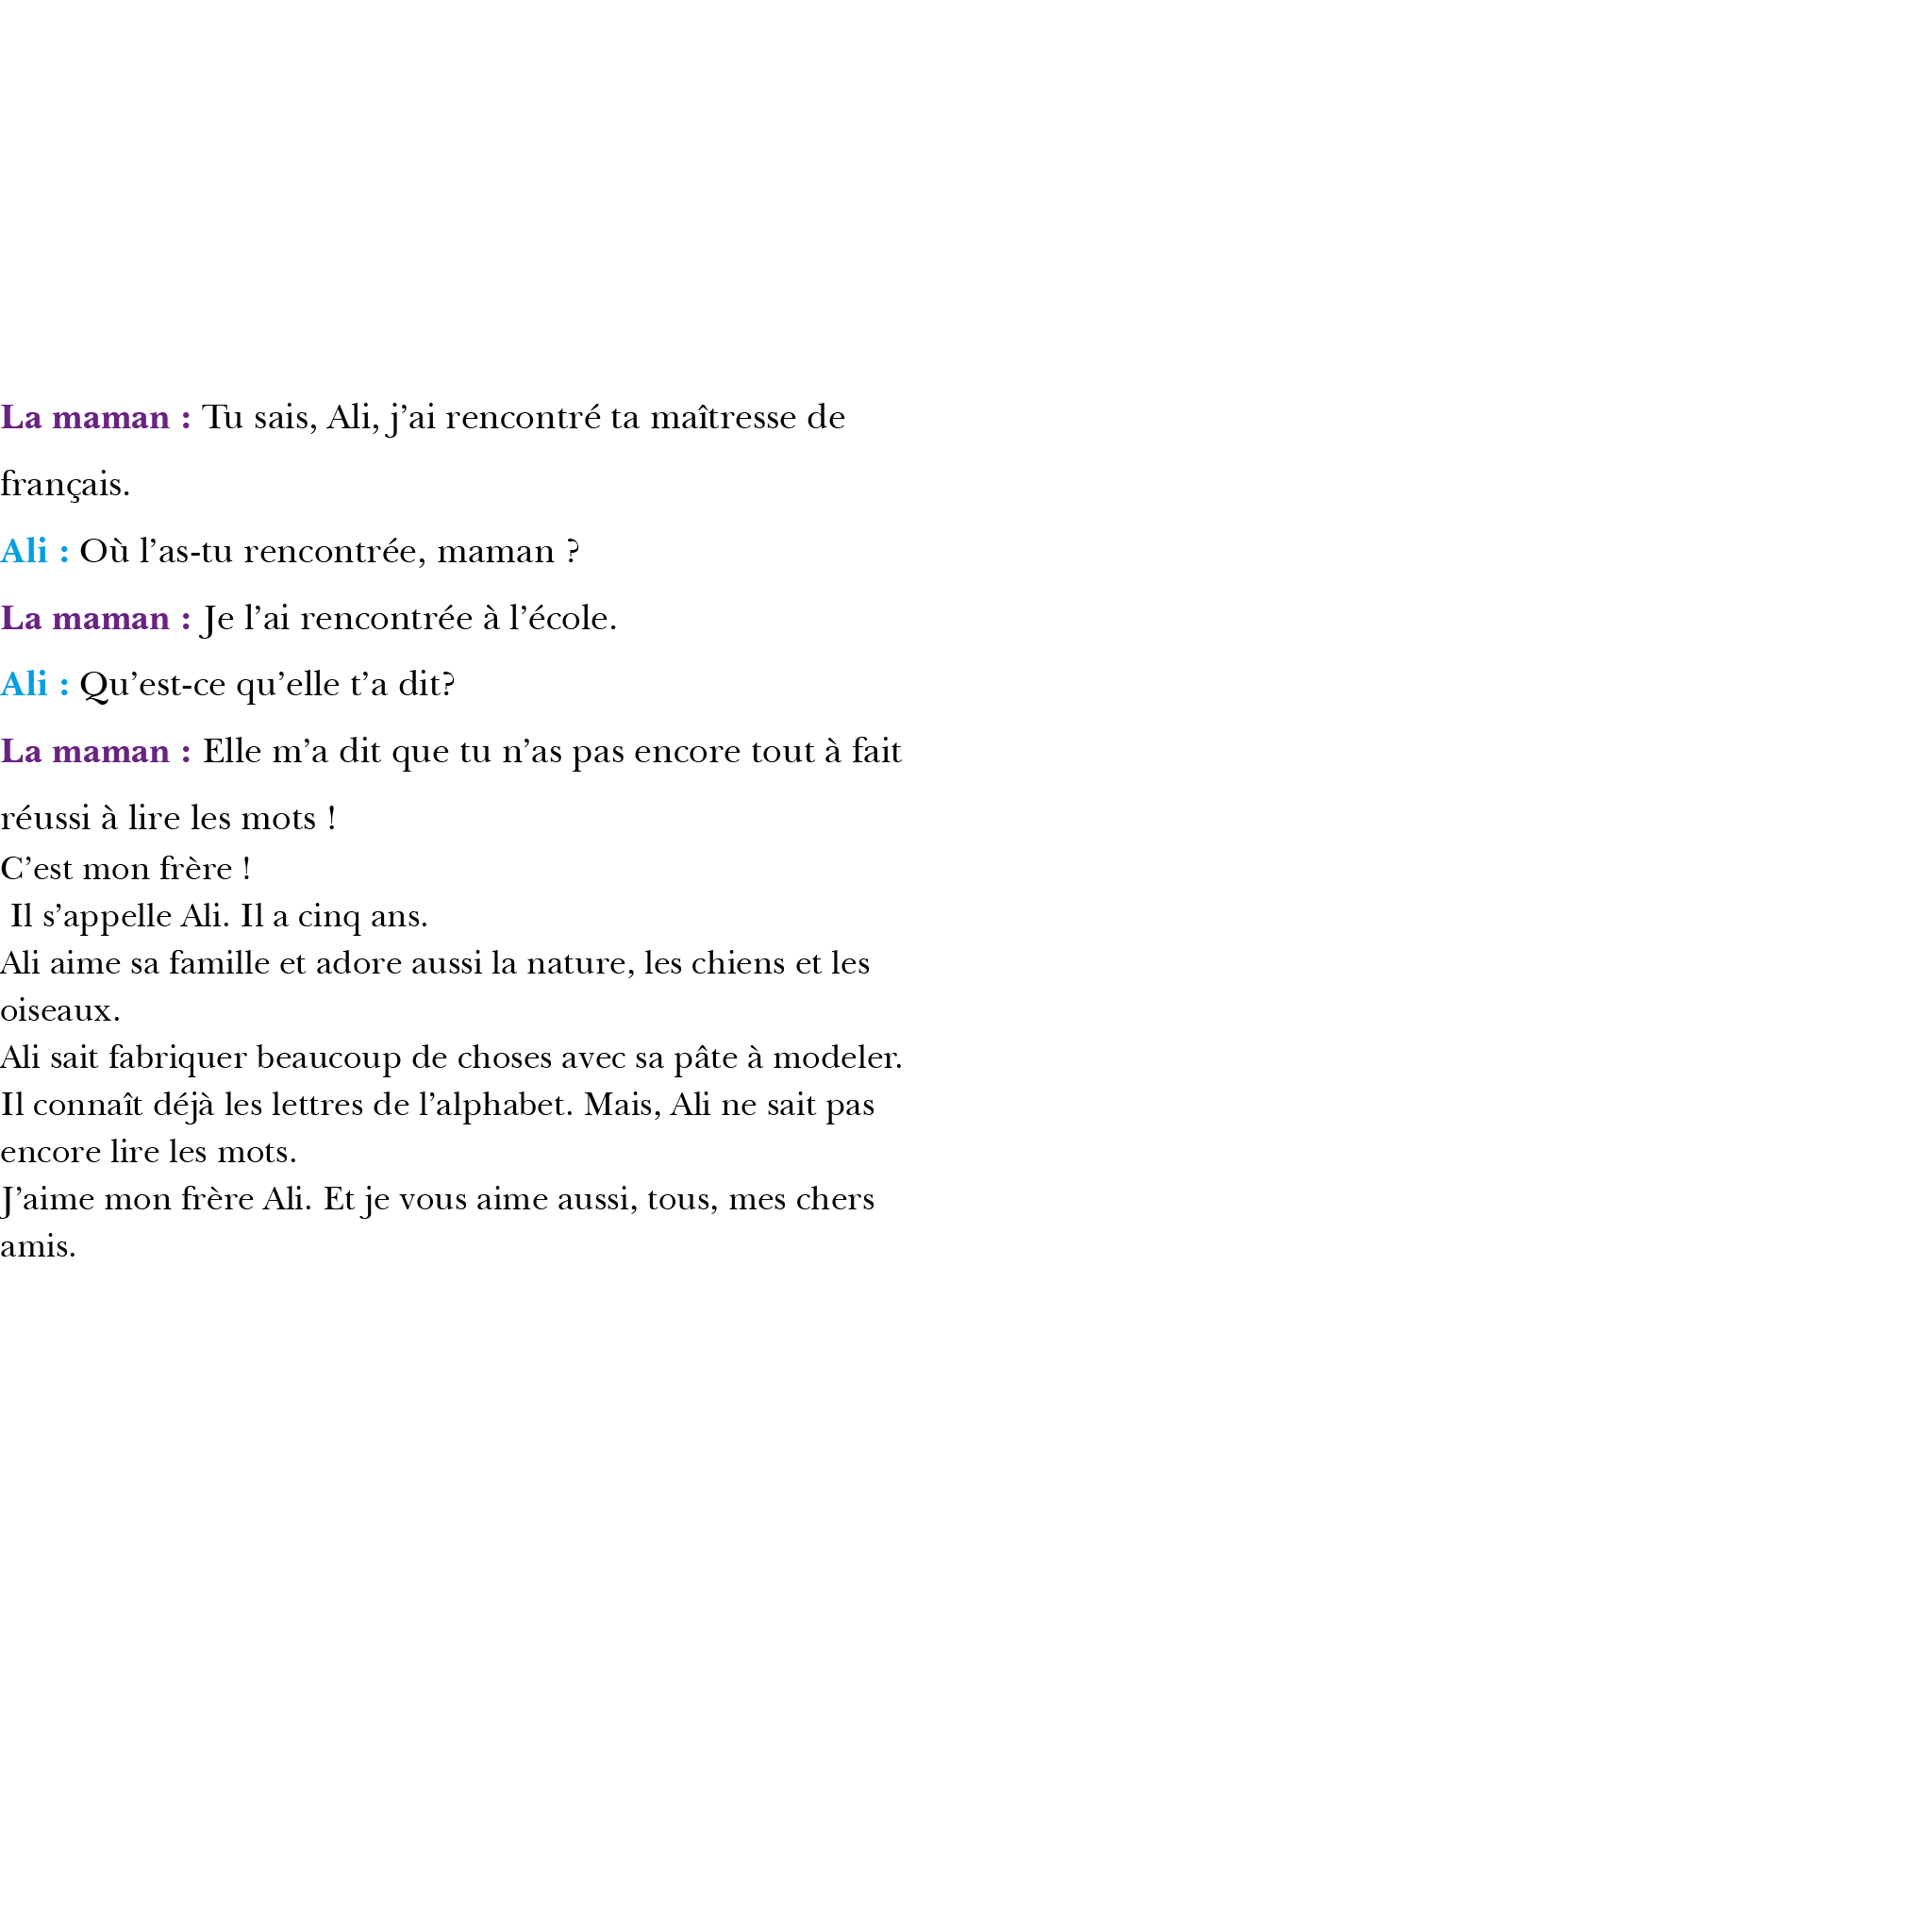 La maman : Tu sais, Ali, j’ai rencontré ta maîtresse de
français.
Ali : Où l’as-tu rencontrée, maman ?
La maman : Je l’ai rencontrée à l’école.
Ali : Qu’est-ce qu’elle t’a dit?
La maman : Elle m’a dit que tu n’as pas encore tout à fait
réussi à lire les mots !
C’est mon frère !
Il s’appelle Ali. Il a cinq ans.
Ali aime sa famille et adore aussi la nature, les chiens et les
oiseaux.
Ali sait fabriquer beaucoup de choses avec sa pâte à modeler.
Il connaît déjà les lettres de l’alphabet. Mais, Ali ne sait pas
encore lire les mots.
J’aime mon frère Ali. Et je vous aime aussi, tous, mes chers
amis.